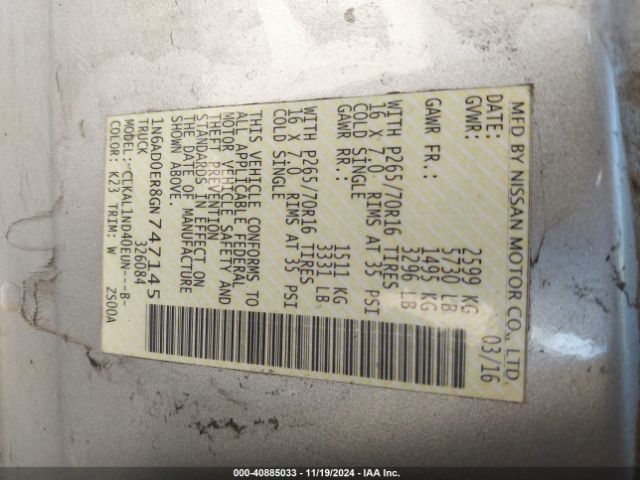 MFD BY NISSAN MOTOR CO., LTD.
DATE: 03/16
GVWR: 2599 KG
5730 LB
GAWR FR.: 1495 KG
3296 LB
WITH P265/70R16 TIRES
16 X 7.0 RIMS AT 35 PSI
COLD SINGLE
GAWR RR.: 1511 KG
3331 LB
WITH P265/70R16 TIRES
16 X 7.0 RIMS AT 35 PSI
COLD SINGLE
THIS VEHICLE CONFORMS TO
ALL APPLICABLE FEDERAL
MOTOR VEHICLE SAFETY AND
THEFT PREVENTION
STANDARDS IN EFFECT ON
THE DATE OF MANUFACTURE
SHOWN ABOVE.
1N6AD0ER8GN747145
TRUCK 326084
MODEL: CLKAL1ND40EUN---B-
COLOR: K23 TRIM: W ZS00A
000-40885033 - 11/19/2024 - IAA Inc.